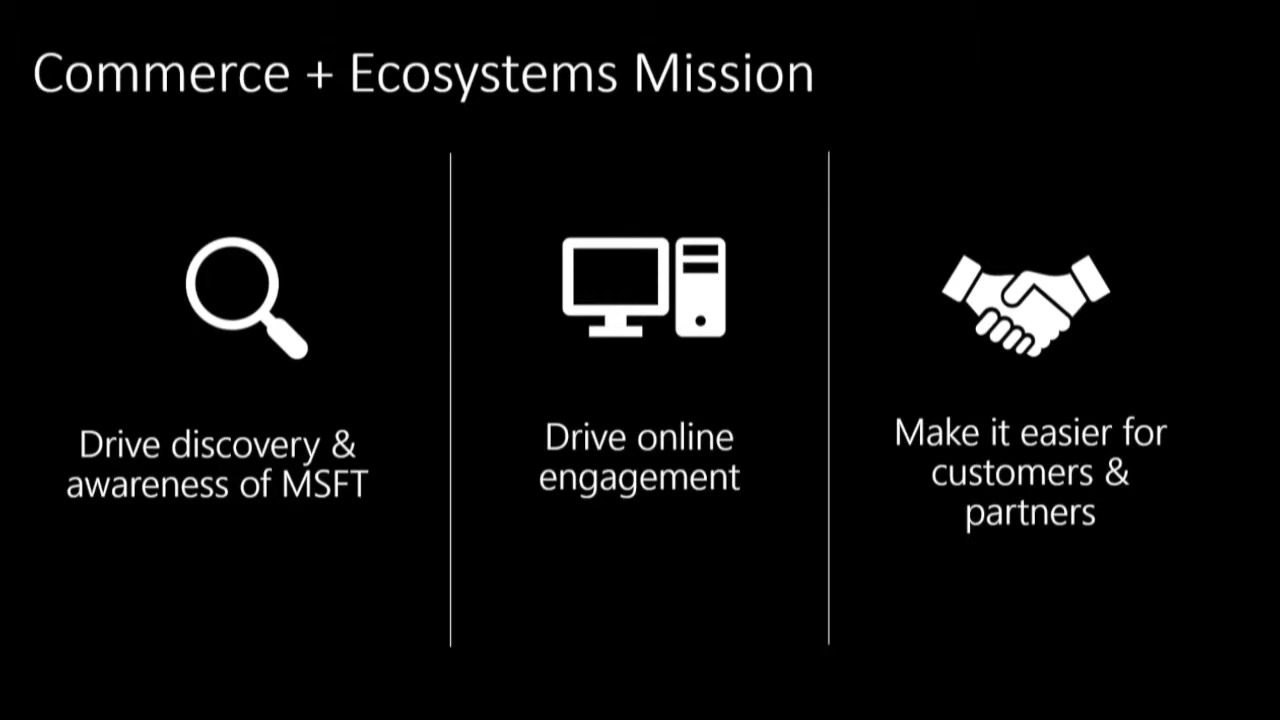 Commerce + Ecosystems Mission
Drive discovery &
awareness of MSFT
Drive online
engagement
Make it easier for
customers &
partners